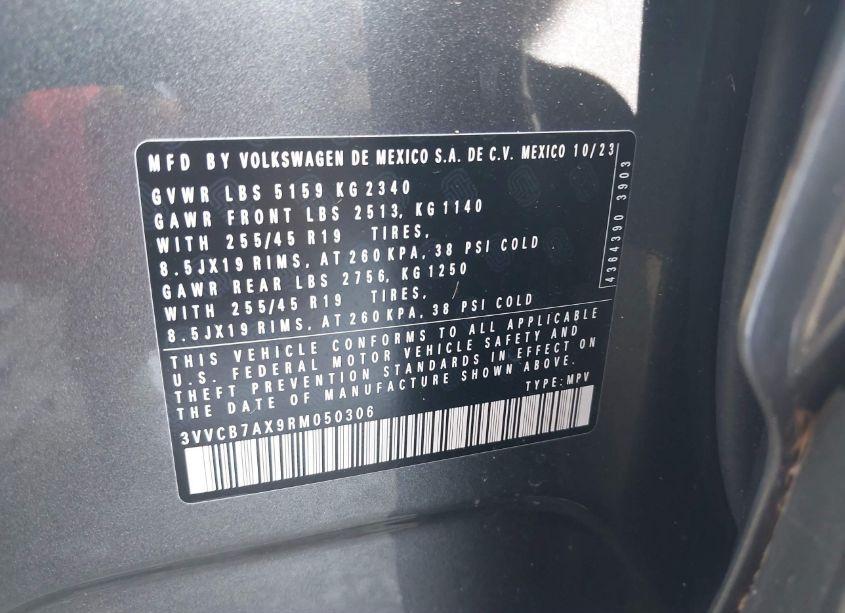 MFD BY VOLKSWAGEN DE MEXICO S.A. DE C.V. MEXICO 10/23
GVWR LBS 5159 KG 2340
GAWR FRONT LBS 2513, KG 1140
WITH 255/45 R19 TIRES,
8.5JX19 RIMS, AT 260 KPA, 38 PSI COLD
GAWR REAR LBS 2756, KG 1250
WITH 255/45 R19 TIRES,
8.5JX19 RIMS, AT 260 KPA, 38 PSI COLD
4364390 3903
THIS VEHICLE CONFORMS TO ALL APPLICABLE
U.S. FEDERAL MOTOR VEHICLE SAFETY AND
THEFT PREVENTION STANDARDS IN EFFECT ON
THE DATE OF MANUFACTURE SHOWN ABOVE.
3VVCB7AX9RM050306 TYPE:MPV